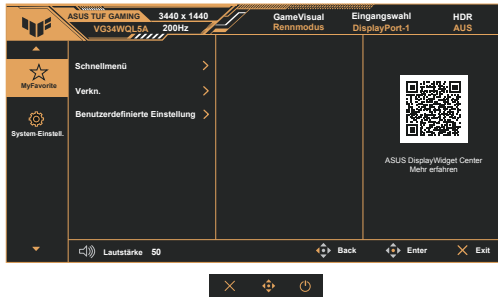 ASUS TUF GAMING 3440 x 1440
VG34WQL5A 200Hz
GameVisual
Rennmodus
Eingangswahl
DisplayPort-1
HDR
AUS
MyFavorite
System-Einstell.
Schnellmenü
Verkn.
Benutzerdefinierte Einstellung
ASUS DisplayWidget Center
Mehr erfahren
Lautstärke 50
Back
Enter
Exit